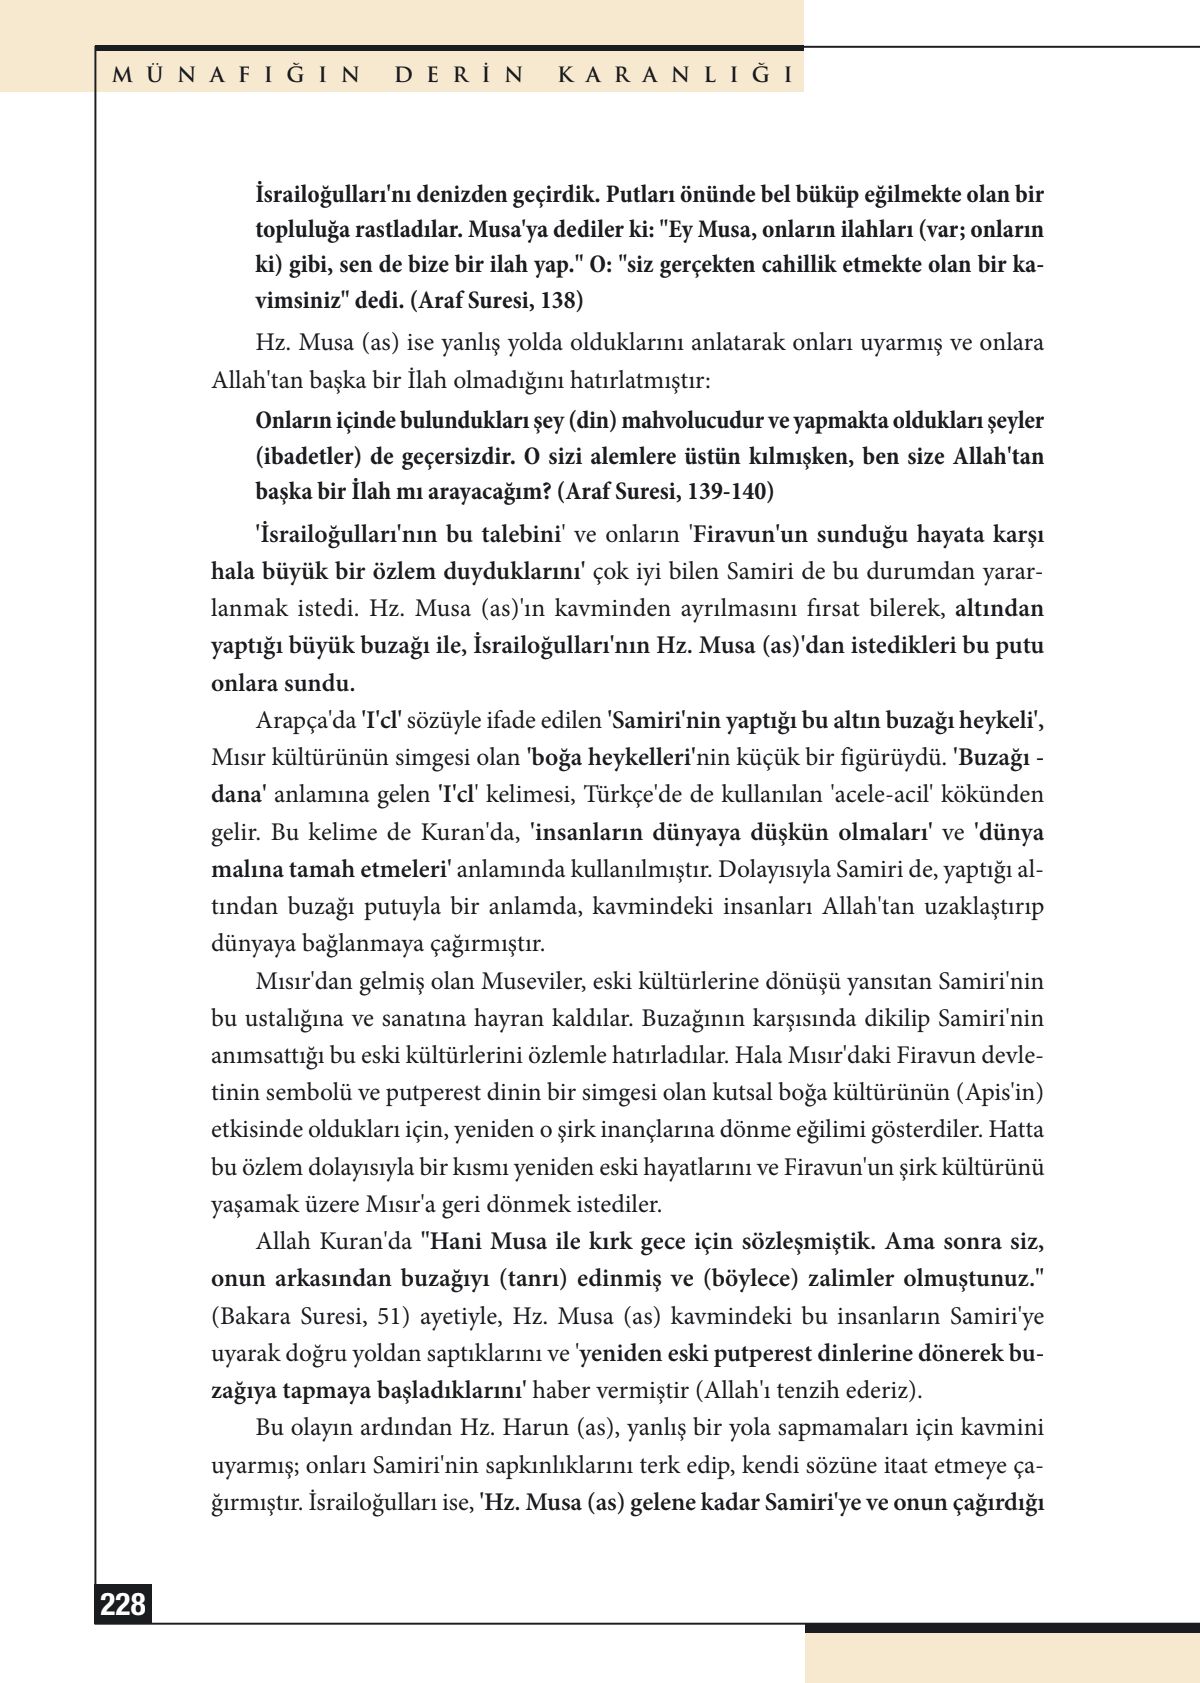 MÜNAFIĞIN DERİN KARANLIĞI
İsrailoğulları'nı denizden geçirdik. Putları önünde bel büküp eğilmekte olan bir
topluluğa rastladılar. Musa'ya dediler ki: "Ey Musa, onların ilahları (var; onların
ki) gibi, sen de bize bir ilah yap." O: "siz gerçekten cahillik etmekte olan bir ka-
vimsiniz" dedi. (Araf Suresi, 138)
Hz. Musa (as) ise yanlış yolda olduklarını anlatarak onları uyarmış ve onlara
Allah'tan başka bir İlah olmadığını hatırlatmıştır:
Onların içinde bulundukları şey (din) mahvolucudur ve yapmakta oldukları şeyler
(ibadetler) de geçersizdir. O sizi alemlere üstün kılmışken, ben size Allah'tan
başka bir İlah mı arayacağım? (Araf Suresi, 139-140)
'İsrailoğulları'nın bu talebini' ve onların 'Firavun'un sunduğu hayata karşı
hala büyük bir özlem duyduklarını' çok iyi bilen Samiri de bu durumdan yarar-
lanmak istedi. Hz. Musa (as)'ın kavminden ayrılmasını fırsat bilerek, altından
yaptığı büyük buzağı ile, İsrailoğulları'nın Hz. Musa (as)'dan istedikleri bu putu
onlara sundu.
Arapça'da 'I'cl' sözüyle ifade edilen 'Samiri'nin yaptığı bu altın buzağı heykeli',
Mısır kültürünün simgesi olan 'boğa heykelleri'nin küçük bir figürüydü. 'Buzağı -
dana' anlamına gelen 'I'cl' kelimesi, Türkçe'de de kullanılan 'acele-acil' kökünden
gelir. Bu kelime de Kuran'da, 'insanların dünyaya düşkün olmaları' ve 'dünya
malına tamah etmeleri' anlamında kullanılmıştır. Dolayısıyla Samiri de, yaptığı al-
tından buzağı putuyla bir anlamda, kavmindeki insanları Allah'tan uzaklaştırıp
dünyaya bağlanmaya çağırmıştır.
Mısır'dan gelmiş olan Museviler, eski kültürlerine dönüşü yansıtan Samiri'nin
bu ustalığına ve sanatına hayran kaldılar. Buzağının karşısında dikilip Samiri'nin
anımsattığı bu eski kültürlerini özlemle hatırladılar. Hala Mısır'daki Firavun devle-
tinin sembolü ve putperest dinin bir simgesi olan kutsal boğa kültürünün (Apis'in)
etkisinde oldukları için, yeniden o şirk inançlarına dönme eğilimi gösterdiler. Hatta
bu özlem dolayısıyla bir kısmı yeniden eski hayatlarını ve Firavun'un şirk kültürünü
yaşamak üzere Mısır'a geri dönmek istediler.
Allah Kuran'da "Hani Musa ile kırk gece için sözleşmiştik. Ama sonra siz,
onun arkasından buzağıyı (tanrı) edinmiş ve (böylece) zalimler olmuştunuz."
(Bakara Suresi, 51) ayetiyle, Hz. Musa (as) kavmindeki bu insanların Samiri'ye
uyarak doğru yoldan saptıklarını ve 'yeniden eski putperest dinlerine dönerek bu-
zağıya tapmaya başladıklarını' haber vermiştir (Allah'ı tenzih ederiz).
Bu olayın ardından Hz. Harun (as), yanlış bir yola sapmamaları için kavmini
uyarmış; onları Samiri'nin sapkınlıklarını terk edip, kendi sözüne itaat etmeye ça-
ğırmıştır. İsrailoğulları ise, 'Hz. Musa (as) gelene kadar Samiri'ye ve onun çağırdığı
228